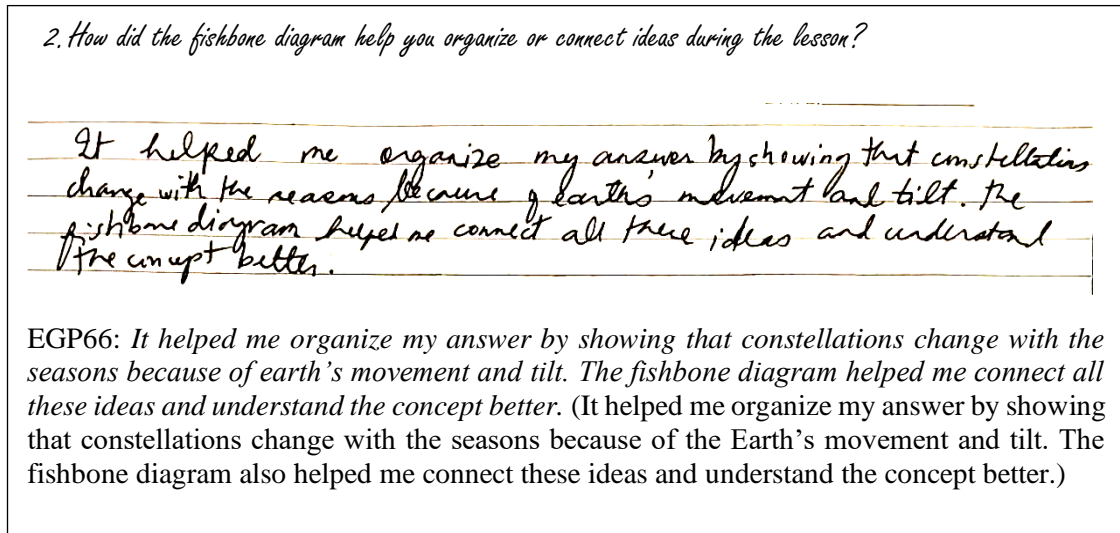 2. How did the fishbone diagram help you organize or connect ideas during the lesson?
It helped me organize my answer by showing that constellations
change with the reasons because of earth's movement and tilt. The
fishbone diagram helped me connect all these ideas and understand
the concept better.
EGP66: It helped me organize my answer by showing that constellations change with the
seasons because of earth's movement and tilt. The fishbone diagram helped me connect all
these ideas and understand the concept better. (It helped me organize my answer by showing
that constellations change with the seasons because of the Earth's movement and tilt. The
fishbone diagram also helped me connect these ideas and understand the concept better.)